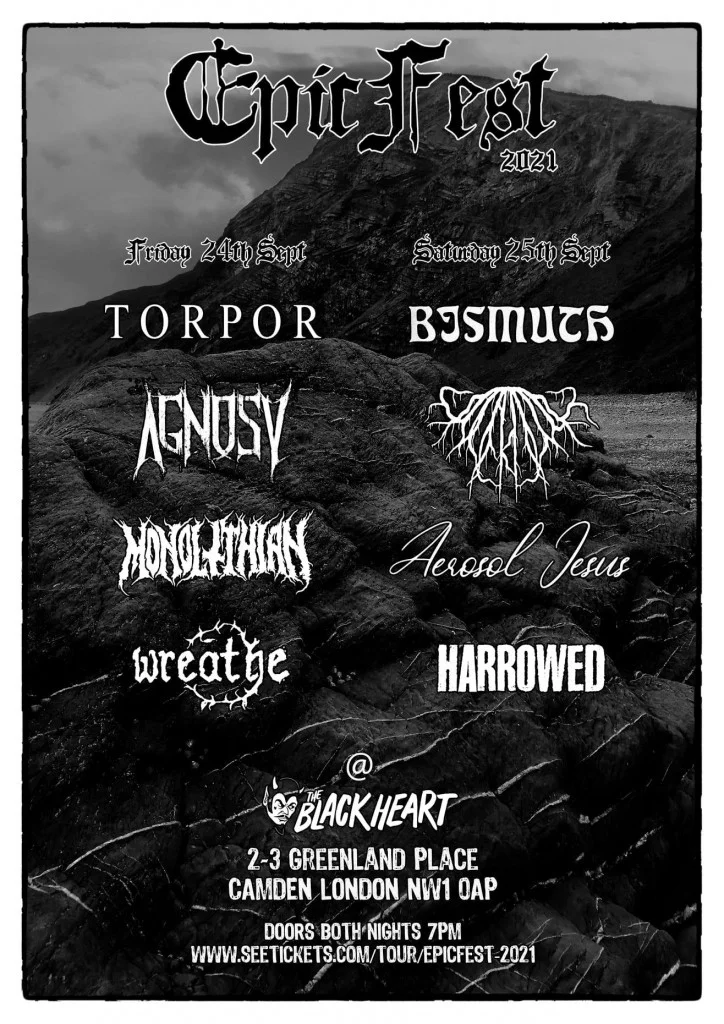 EpicFest
2021
Friday 24th Sept
TORPOR
AGNOSY
MONOLITHIAN
wreathe
Saturday 25th Sept
BISMUTH
Aerosol Jesus
HARROWED
@
THE BLACK HEART
2-3 GREENLAND PLACE
CAMDEN LONDON NW1 0AP
DOORS BOTH NIGHTS 7PM
WWW.SEETICKETS.COM/TOUR/EPICFEST-2021